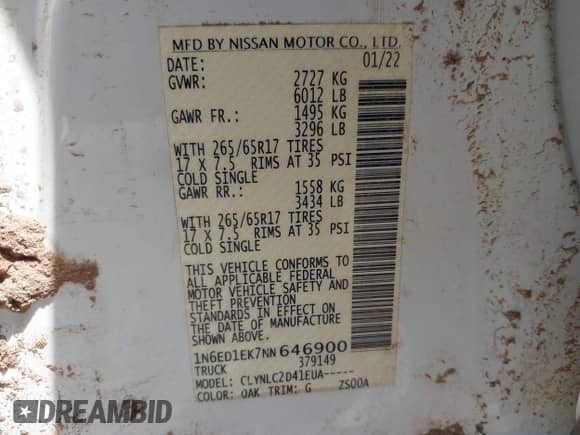 MFD BY NISSAN MOTOR CO., LTD.
DATE: 01/22
GVWR: 2727 KG
6012 LB
GAWR FR.: 1495 KG
3296 LB
WITH 265/65R17 TIRES
17 X 7.5 RIMS AT 35 PSI
COLD SINGLE
GAWR RR.: 1558 KG
3434 LB
WITH 265/65R17 TIRES
17 X 7.5 RIMS AT 35 PSI
COLD SINGLE
THIS VEHICLE CONFORMS TO
ALL APPLICABLE FEDERAL
MOTOR VEHICLE SAFETY AND
THEFT PREVENTION
STANDARDS IN EFFECT ON
THE DATE OF MANUFACTURE
SHOWN ABOVE.
1N6ED1EK7NN646900
TRUCK 379149
MODEL: CLYNLC2D41EUA-----
COLOR: QAK TRIM: G ZS00A
DREAMBID
DREAMBID